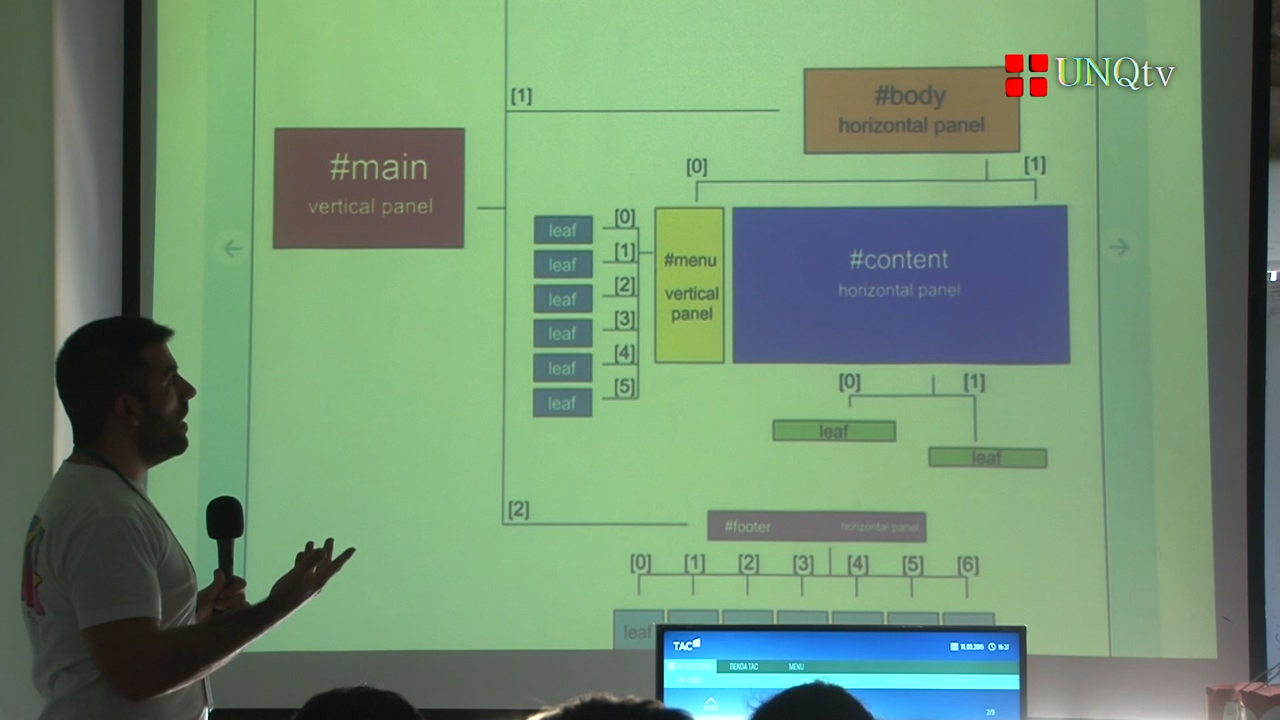 UNQtv
[1]
#body
horizontal panel
#main
vertical panel
[0]
[1]
leaf
[0]
leaf
[1]
leaf
[2]
leaf
[3]
leaf
[4]
leaf
[5]
#menu
vertical
panel
#content
horizontal panel
[0]
[1]
leaf
leaf
[2]
#footer
horizontal panel
[0]
[1]
[2]
[3]
[4]
[5]
[6]
leaf
TAC
TIENDA TAC
MENU
2/9